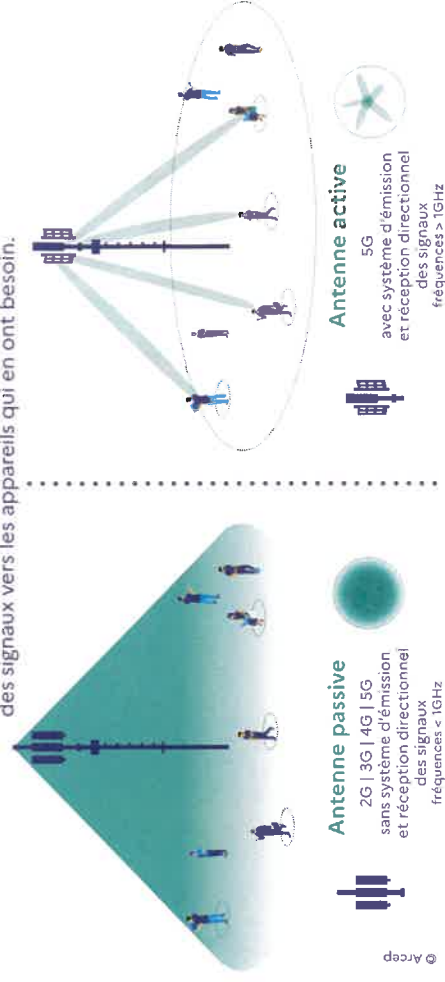 des signaux vers les appareils qui en ont besoin.
Antenne passive
2G | 3G | 4G | 5G
sans système d'émission
et réception directionnel
des signaux
fréquences < 1GHz
Antenne active
5G
avec système d'émission
et réception directionnel
des signaux
fréquences > 1GHz
© Arcep